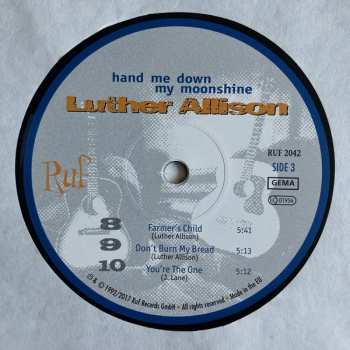 hand me down
my moonshine
Luther Allison
Ruf
RUF 2042
SIDE 3
GEMA
LC 01956
8 Farmer's Child 5:41
(Luther Allison)
9 Don't Burn My Bread 5:13
(Luther Allison)
10 You're The One 5:12
(J. Lane)
℗ & © 1992/2017 Ruf Records GmbH - All rights reserved - Made in the EU